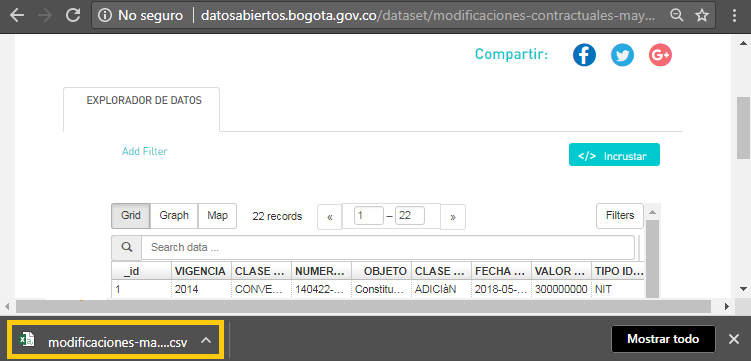 No seguro | datosabiertos.bogota.gov.co/dataset/modificaciones-contractuales-may...
Compartir:
EXPLORADOR DE DATOS
Add Filter
</> Incrustar
Grid Graph Map 22 records « 1 – 22 » Filters
Search data ...
_id VIGENCIA CLASE ... NUMER... OBJETO CLASE ... FECHA ... VALOR ... TIPO ID...
1 2014 CONVE... 140422-... Constitu... ADICIàN 2018-05-... 300000000 NIT
modificaciones-ma....csv
Mostrar todo